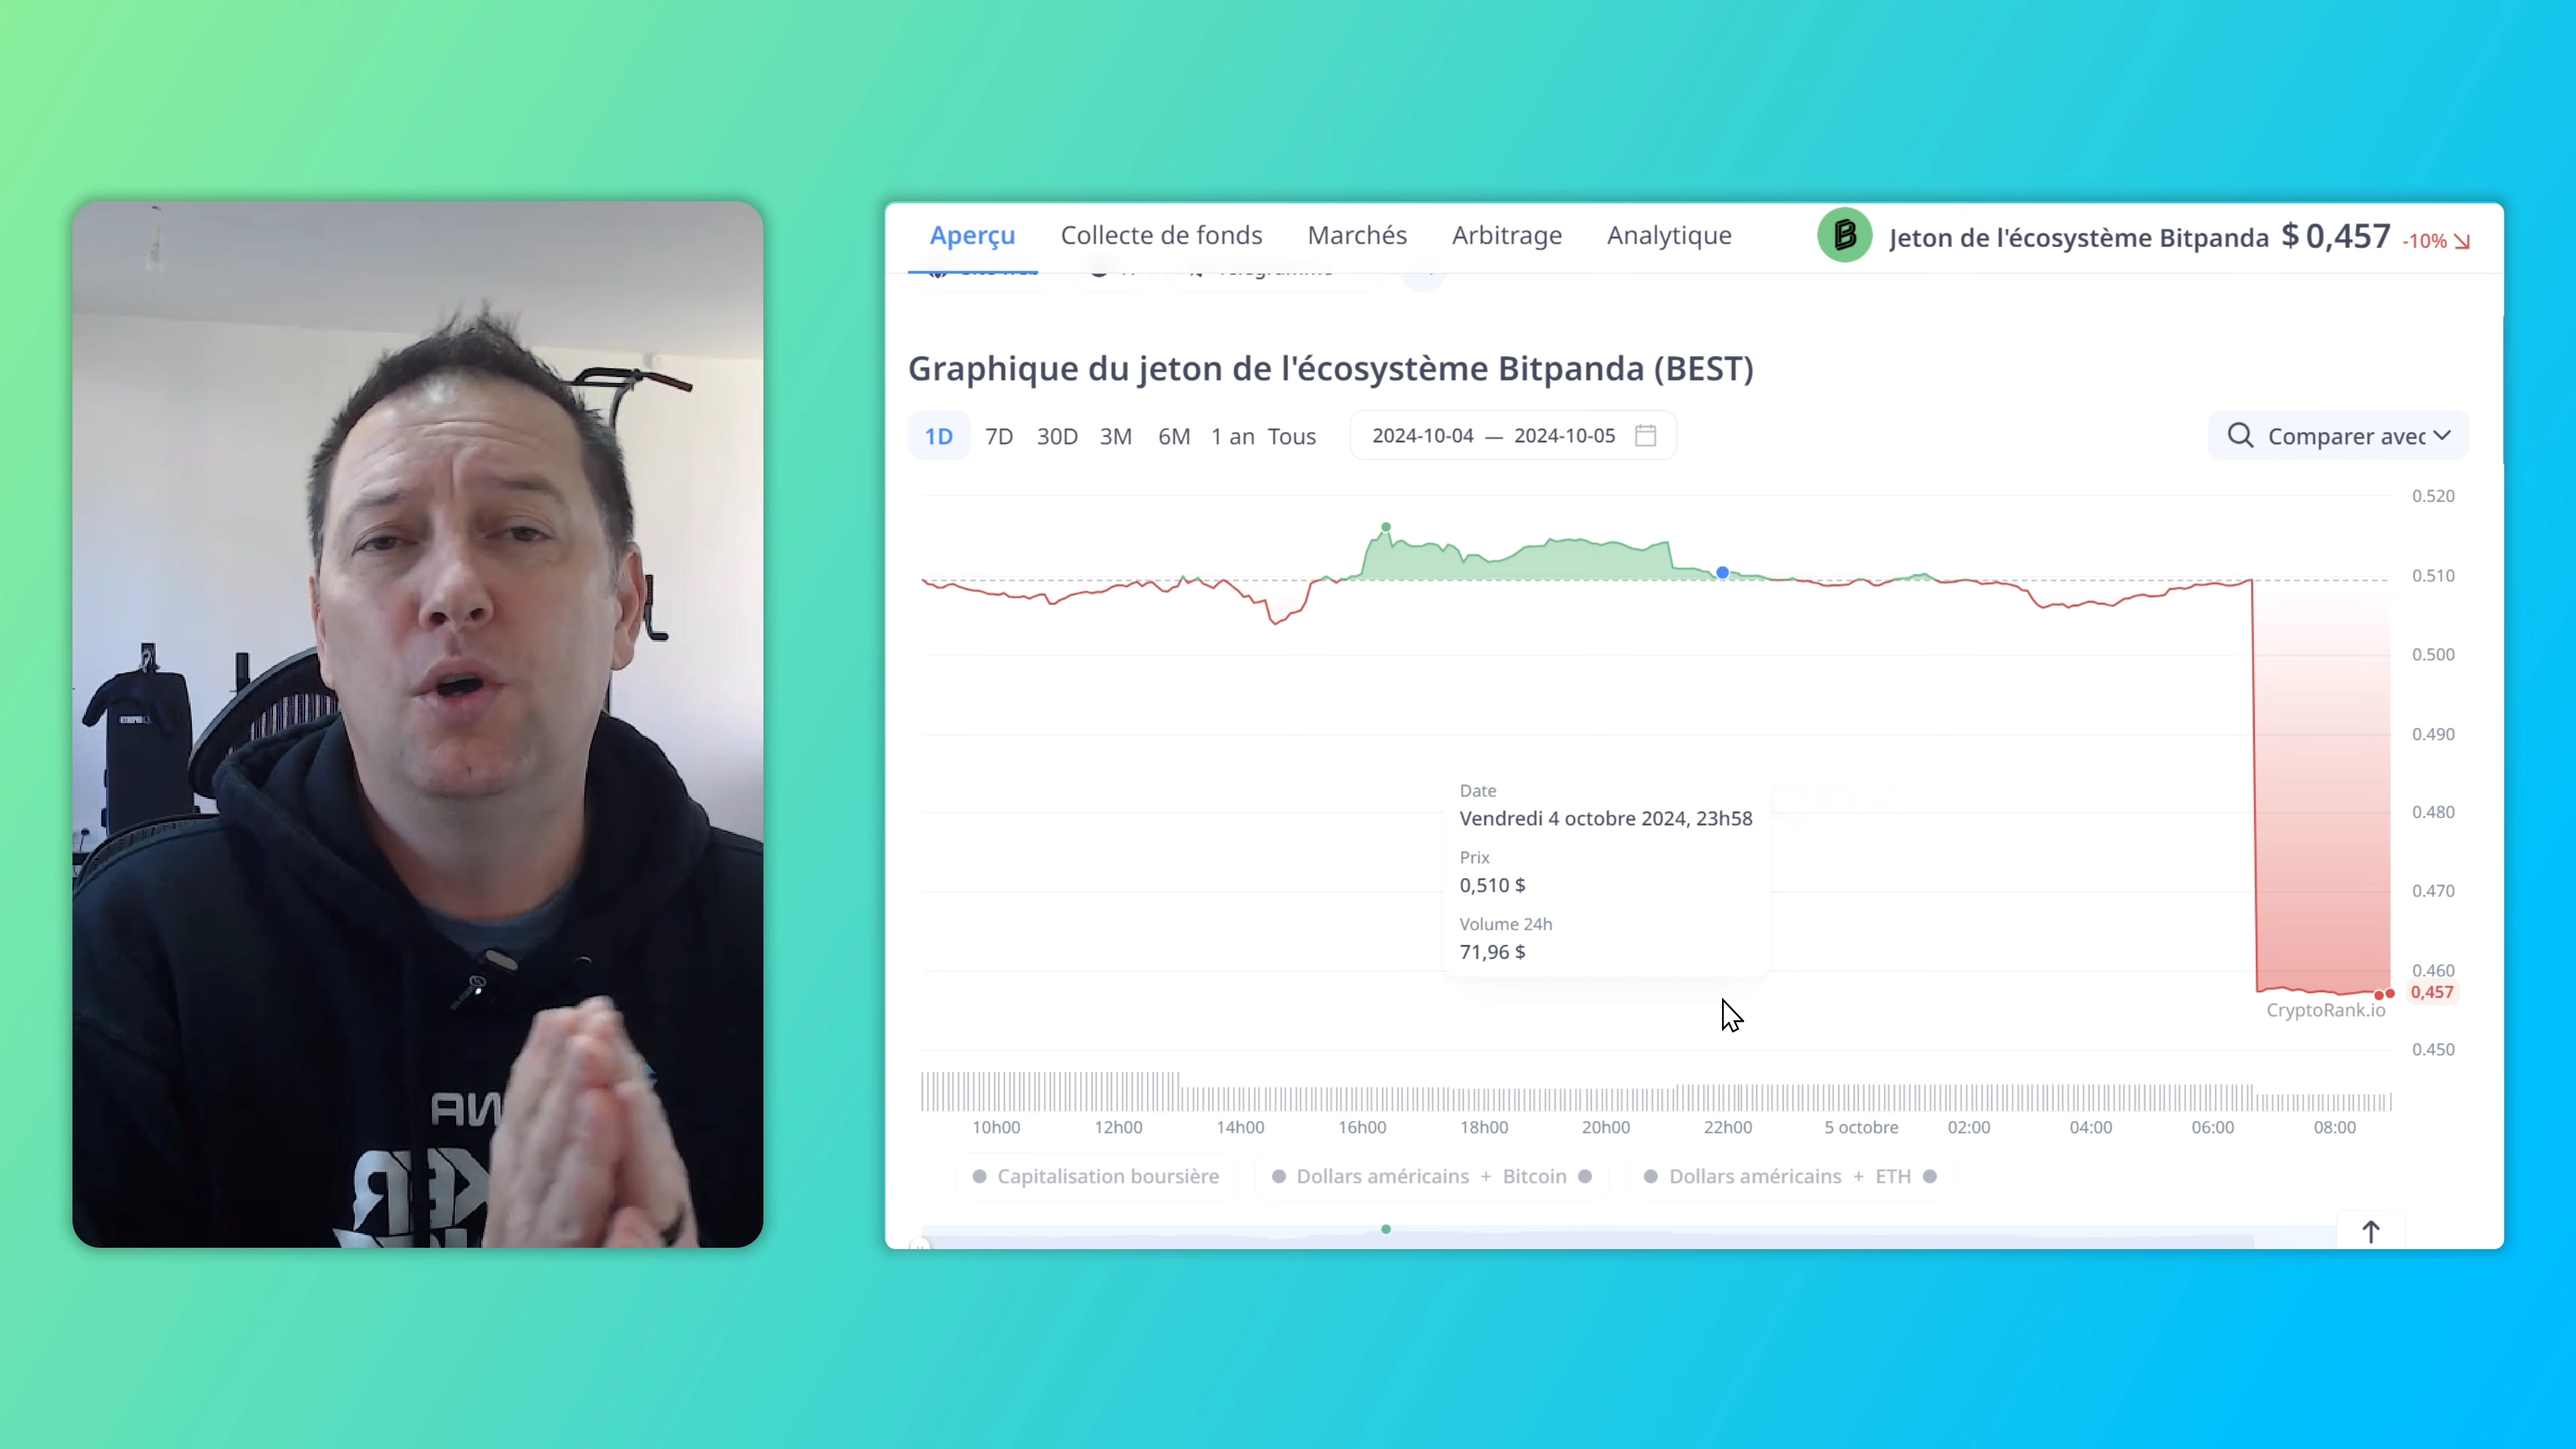 Aperçu Collecte de fonds Marchés Arbitrage Analytique
Jeton de l'écosystème Bitpanda $ 0,457 -10%
Graphique du jeton de l'écosystème Bitpanda (BEST)
1D 7D 30D 3M 6M 1 an Tous 2024-10-04 — 2024-10-05 Comparer avec
0.520
0.510
0.500
0.490
0.480
0.470
0.460
0,457
0.450
Date
Vendredi 4 octobre 2024, 23h58
Prix
0,510 $
Volume 24h
71,96 $
CryptoRank.io
10h00 12h00 14h00 16h00 18h00 20h00 22h00 5 octobre 02:00 04:00 06:00 08:00
Capitalisation boursière Dollars américains + Bitcoin Dollars américains + ETH